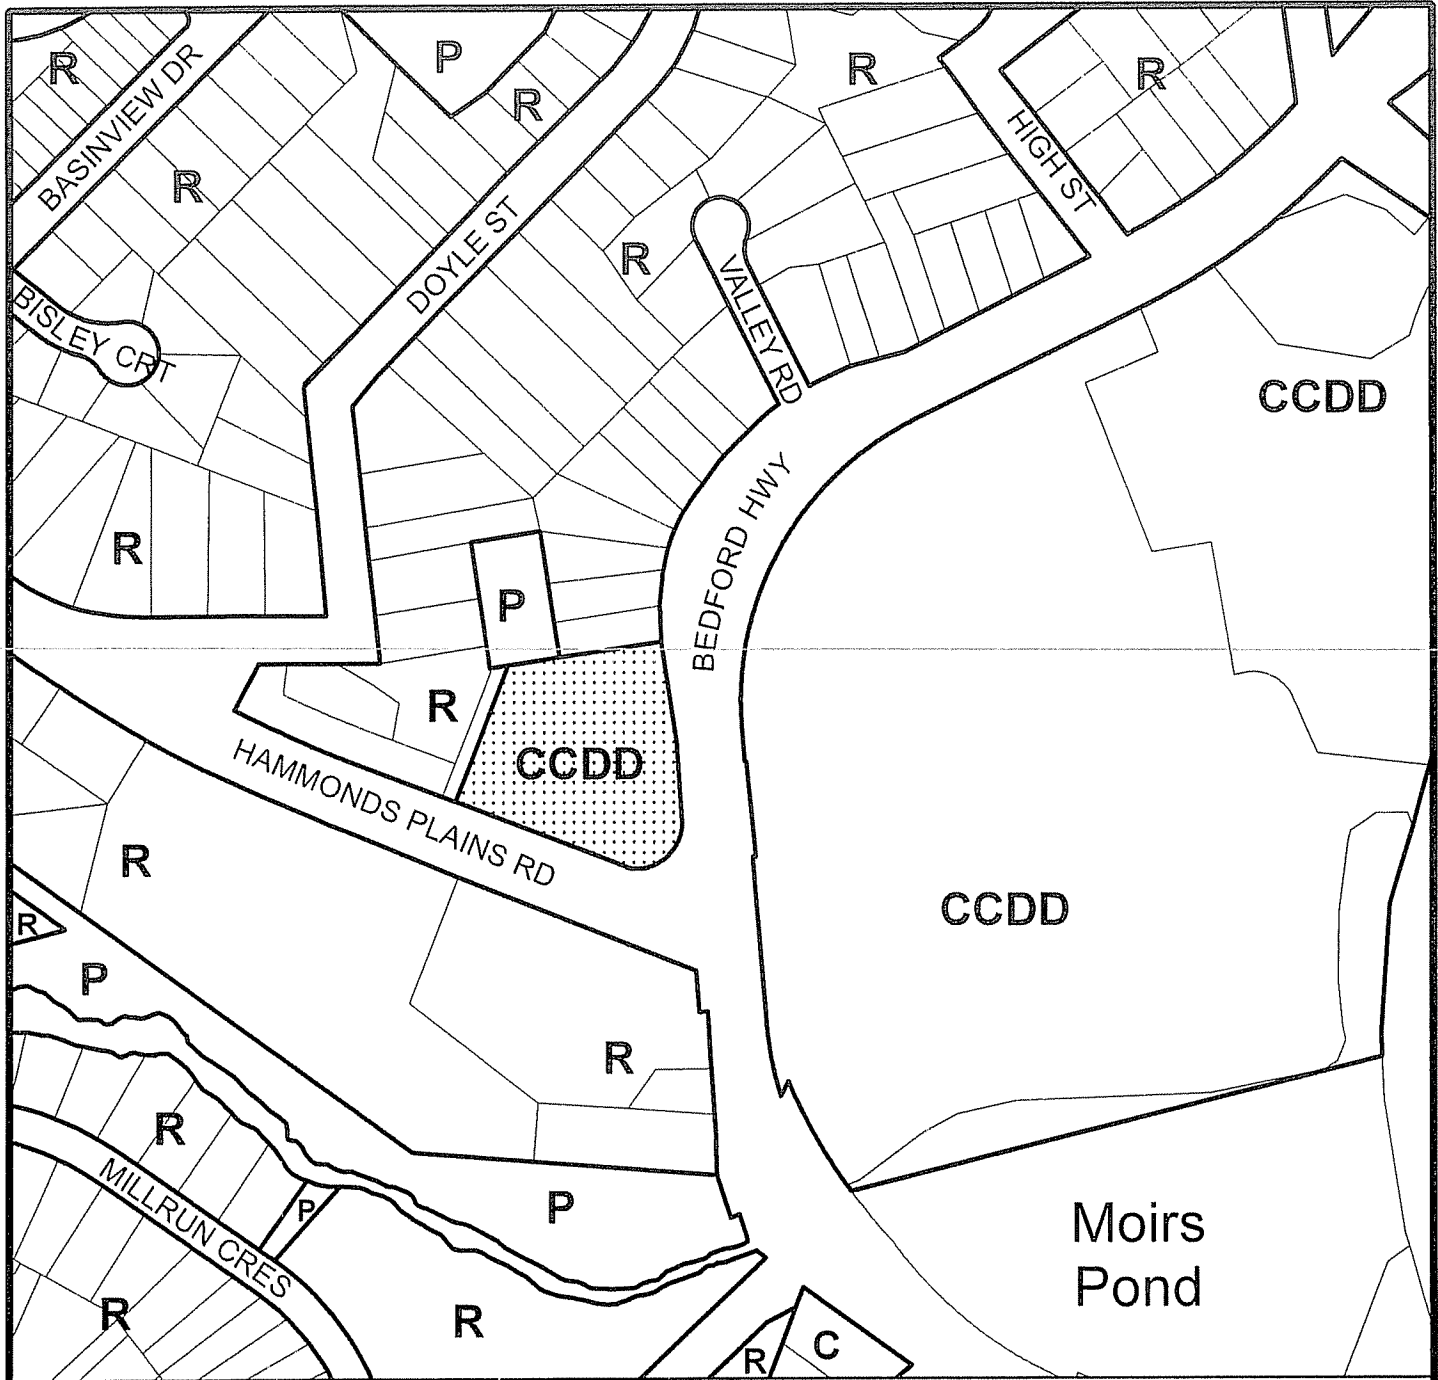 P
R
R
R
BASINVIEW DR
R
R
HIGH ST
R
DOYLE ST
VALLEY RD
BISLEY CRT
CCDD
BEDFORD HWY
R
P
R
CCDD
HAMMONDS PLAINS RD
R
CCDD
R
P
R
R
MILLRUN CRES
P
P
Moirs
Pond
R
R
C
R